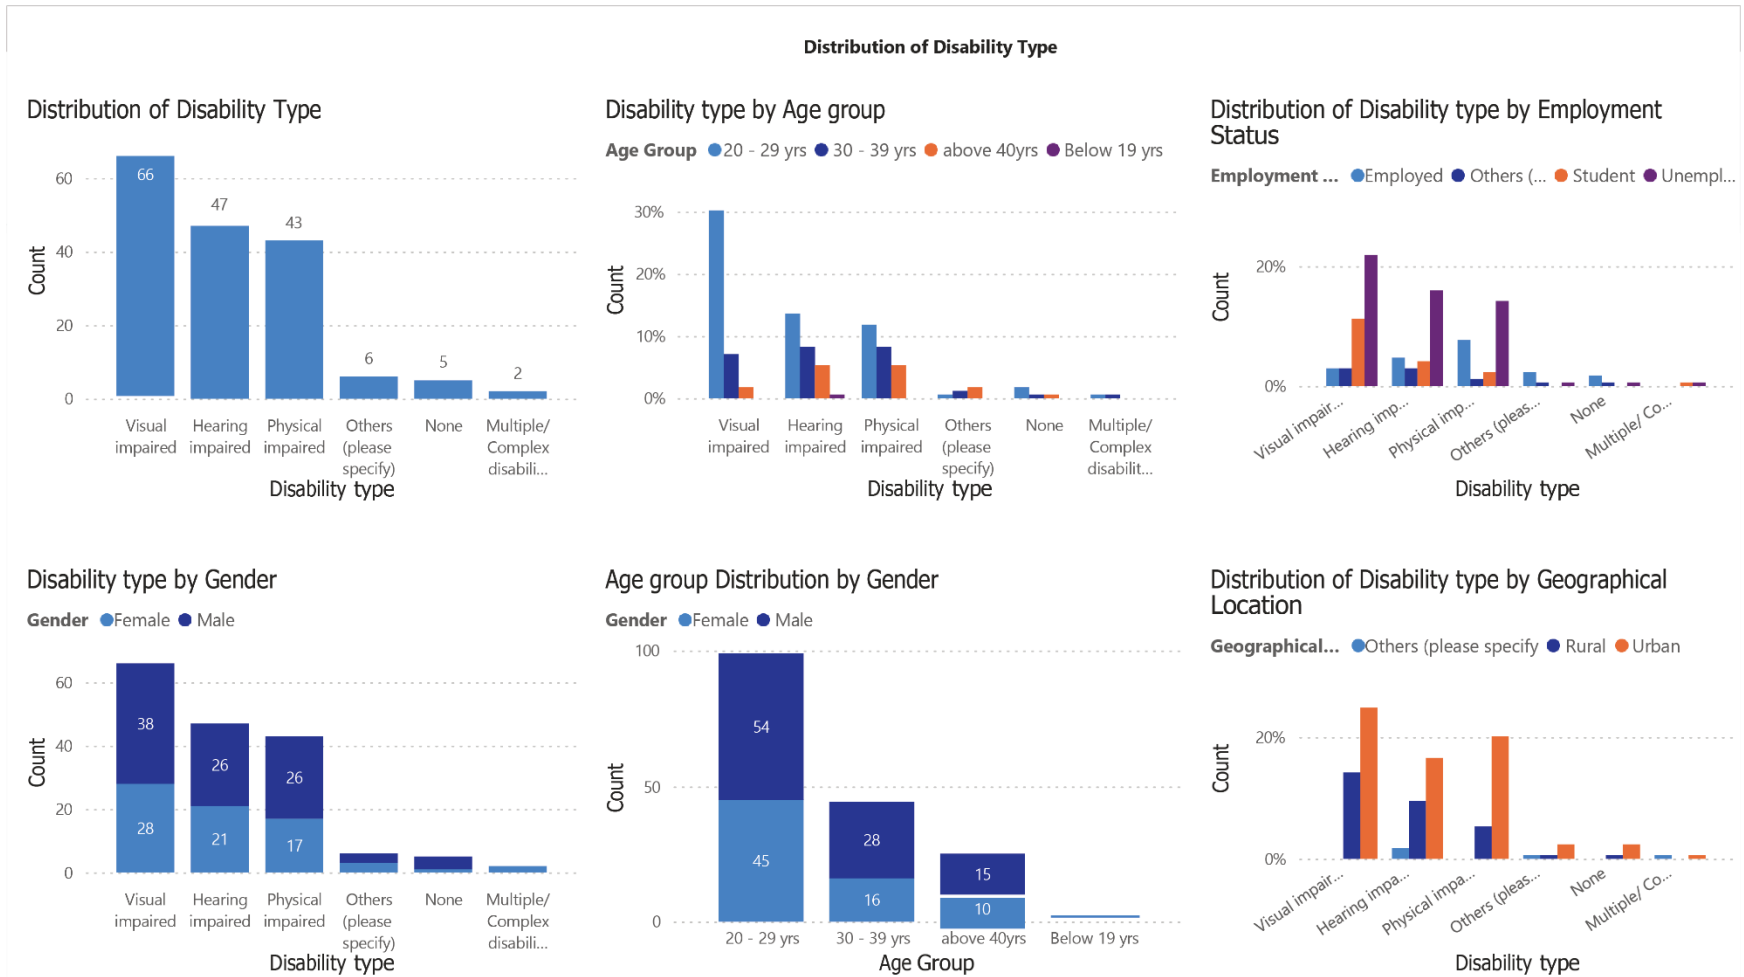 Distribution of Disability Type
Distribution of Disability Type
60
40
20
0
Count
66
47
43
6
5
2
Visual impaired
Hearing impaired
Physical impaired
Others (please specify)
None
Multiple/ Complex disabili...
Disability type
Disability type by Age group
Age Group 20 - 29 yrs 30 - 39 yrs above 40yrs Below 19 yrs
30%
20%
10%
0%
Count
Visual impaired
Hearing impaired
Physical impaired
Others (please specify)
None
Multiple/ Complex disabilit...
Disability type
Distribution of Disability type by Employment
Status
Employment ... Employed Others (... Student Unempl...
20%
0%
Count
Visual impair...
Hearing imp...
Physical imp...
Others (pleas...
None
Multiple/ Co...
Disability type
Disability type by Gender
Gender Female Male
60
40
20
0
Count
38
28
26
21
26
17
Visual impaired
Hearing impaired
Physical impaired
Others (please specify)
None
Multiple/ Complex disabili...
Disability type
Age group Distribution by Gender
Gender Female Male
100
50
0
Count
54
45
28
16
15
10
20 - 29 yrs
30 - 39 yrs
above 40yrs
Below 19 yrs
Age Group
Distribution of Disability type by Geographical
Location
Geographical... Others (please specify Rural Urban
20%
0%
Count
Visual impair...
Hearing impa...
Physical impa...
Others (pleas...
None
Multiple/ Co...
Disability type